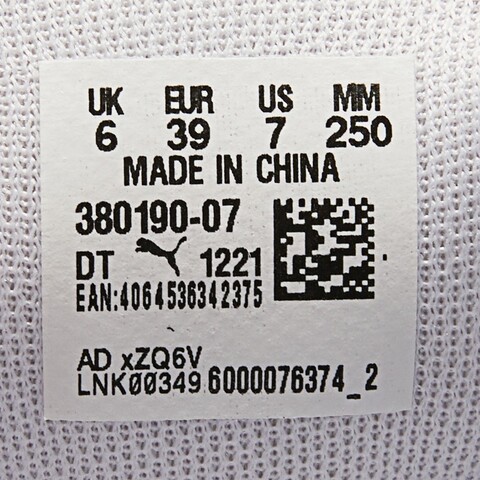 UK EUR US MM
6 39 7 250
MADE IN CHINA
380190-07
DT 1221
EAN:4064536342375
AD xZQ6V
LNKØØ349 6000076374_2